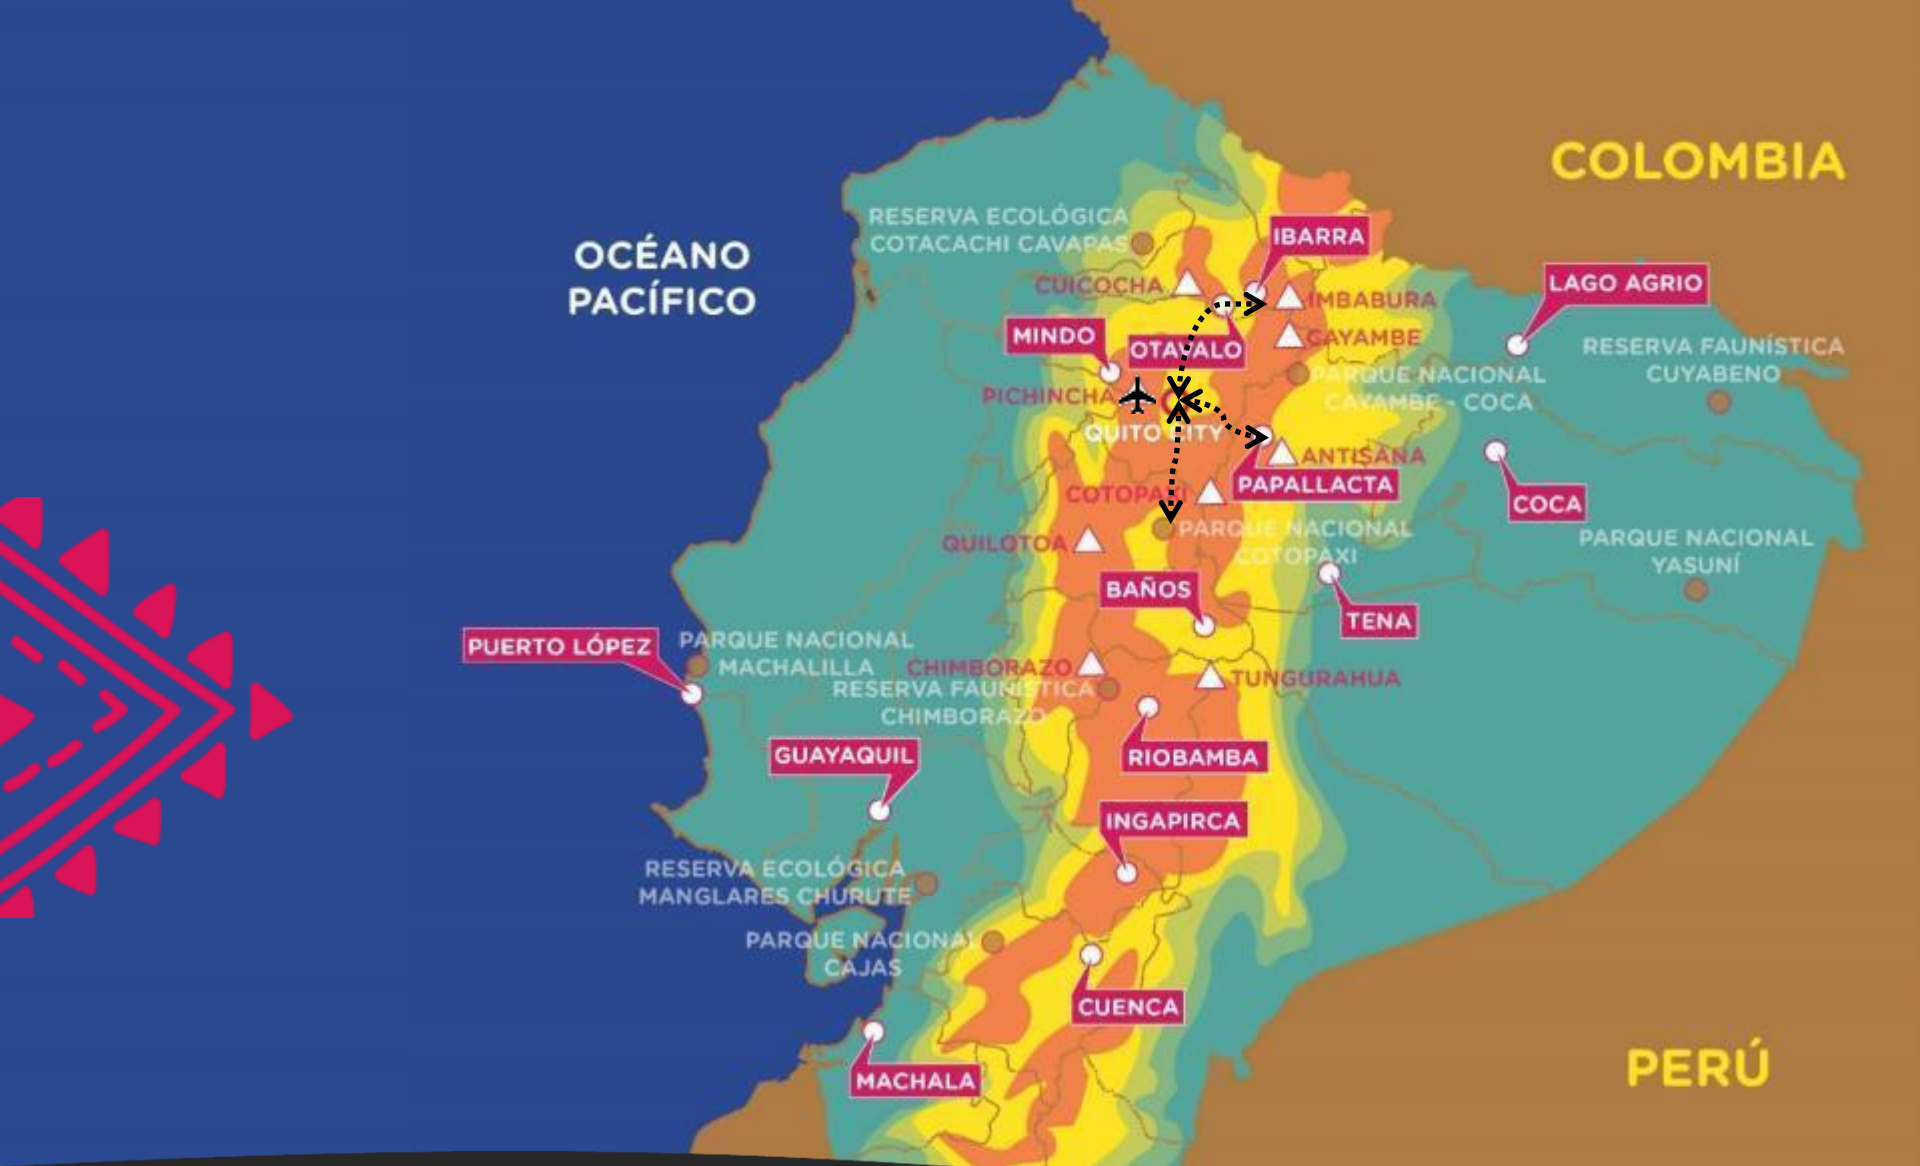 COLOMBIA
RESERVA ECOLÓGICA
COTACACHI CAYAPAS
IBARRA
OCÉANO
PACÍFICO
CUICOCHA
IMBABURA
LAGO AGRIO
MINDO
OTAVALO
CAYAMBE
RESERVA FAUNÍSTICA
CUYABENO
PARQUE NACIONAL
CAYAMBE - COCA
PICHINCHA
QUITO CITY
ANTISANA
PAPALLACTA
COTOPAXI
COCA
PARQUE NACIONAL
COTOPAXI
PARQUE NACIONAL
YASUNÍ
QUILOTOA
BAÑOS
TENA
PUERTO LÓPEZ
PARQUE NACIONAL
MACHALILLA
CHIMBORAZO
TUNGURAHUA
RESERVA FAUNÍSTICA
CHIMBORAZO
RIOBAMBA
GUAYAQUIL
INGAPIRCA
RESERVA ECOLÓGICA
MANGLARES CHURUTE
PARQUE NACIONAL
CAJAS
CUENCA
MACHALA
PERÚ